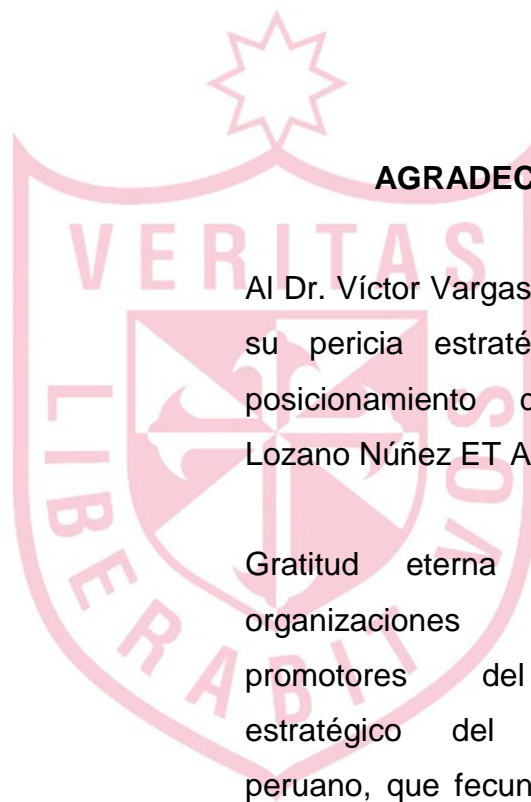 VERITAS
LIBERABIT VOS
AGRADEC
Al Dr. Víctor Vargas
su pericia estraté
posicionamiento
Lozano Núñez ET A
Gratitud eterna
organizaciones
promotores del
estratégico del
peruano, que fecun